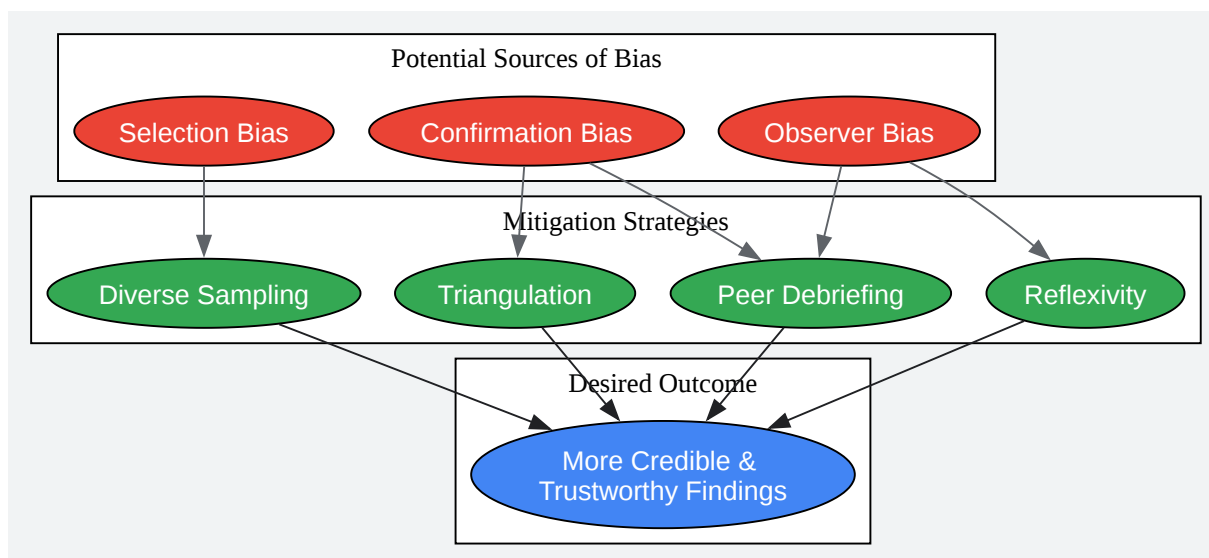 Potential Sources of Bias
Selection Bias
Confirmation Bias
Observer Bias
Mitigation Strategies
Diverse Sampling
Triangulation
Peer Debriefing
Reflexivity
Desired Outcome
More Credible &
Trustworthy Findings